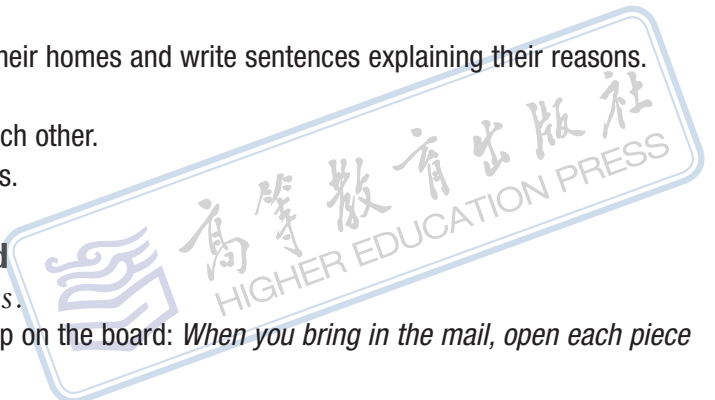 heir homes and write sentences explaining their reasons.
ch other.
s.
d
s.
p on the board: When you bring in the mail, open each piece
高等教育出版社
HIGHER EDUCATION PRESS